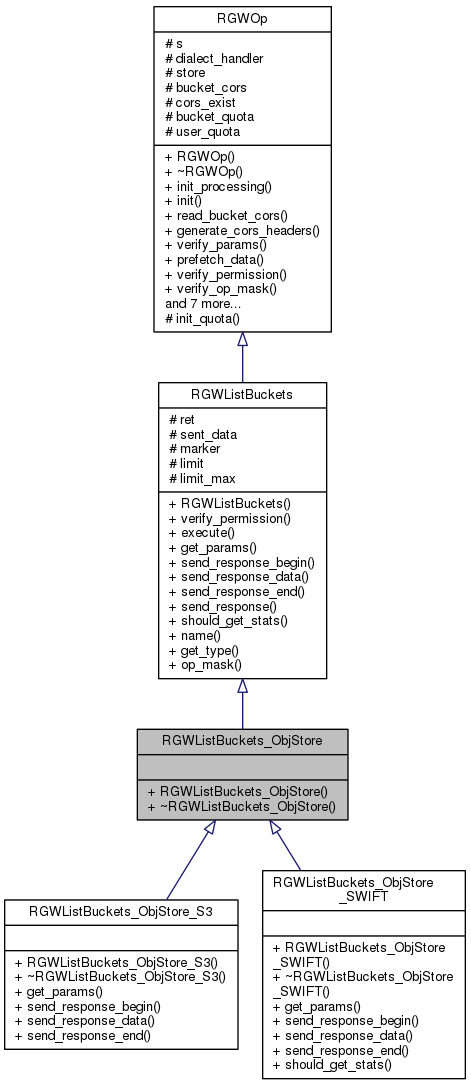 RGWOp
# s
# dialect_handler
# store
# bucket_cors
# cors_exist
# bucket_quota
# user_quota
+ RGWOp()
+ ~RGWOp()
+ init_processing()
+ init()
+ read_bucket_cors()
+ generate_cors_headers()
+ verify_params()
+ prefetch_data()
+ verify_permission()
+ verify_op_mask()
and 7 more...
# init_quota()
RGWListBuckets
# ret
# sent_data
# marker
# limit
# limit_max
+ RGWListBuckets()
+ verify_permission()
+ execute()
+ get_params()
+ send_response_begin()
+ send_response_data()
+ send_response_end()
+ send_response()
+ should_get_stats()
+ name()
+ get_type()
+ op_mask()
RGWListBuckets_ObjStore
+ RGWListBuckets_ObjStore()
+ ~RGWListBuckets_ObjStore()
RGWListBuckets_ObjStore_S3
+ RGWListBuckets_ObjStore_S3()
+ ~RGWListBuckets_ObjStore_S3()
+ get_params()
+ send_response_begin()
+ send_response_data()
+ send_response_end()
RGWListBuckets_ObjStore
_SWIFT
+ RGWListBuckets_ObjStore
_SWIFT()
+ ~RGWListBuckets_ObjStore
_SWIFT()
+ get_params()
+ send_response_begin()
+ send_response_data()
+ send_response_end()
+ should_get_stats()